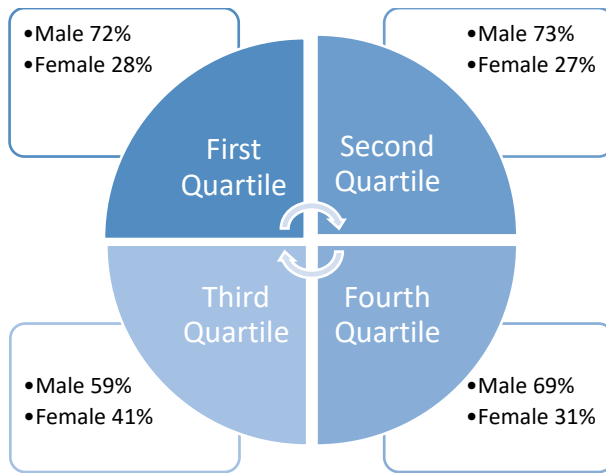 •Male 72%
•Female 28%
•Male 73%
•Female 27%
First
Quartile
Second
Quartile
Third
Quartile
Fourth
Quartile
•Male 59%
•Female 41%
•Male 69%
•Female 31%